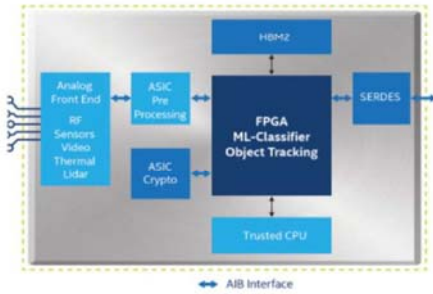 HBM2
Analog
Front End
RF
Sensors
Video
Thermal
Lidar
ASIC
Pre
Processing
ASIC
Crypto
FPGA
ML-Classifier
Object Tracking
SERDES
Trusted CPU
AIB Interface